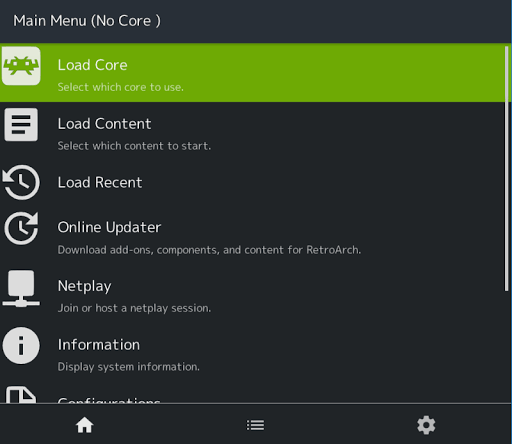 Main Menu (No Core )
Load Core
Select which core to use.
Load Content
Select which content to start.
Load Recent
Online Updater
Download add-ons, components, and content for RetroArch.
Netplay
Join or host a netplay session.
Information
Display system information.
Configurations